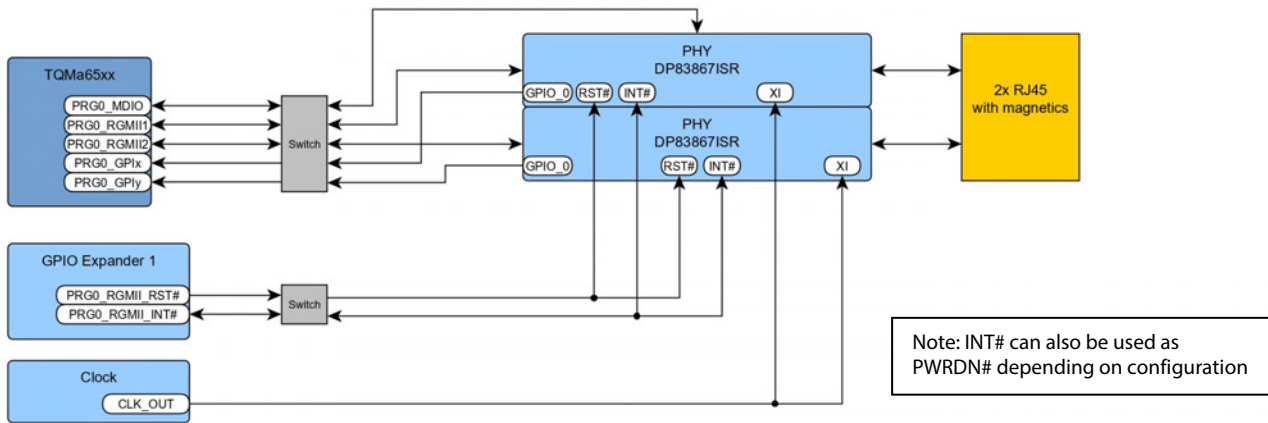 TQMa65xx
PRG0_MDIO
PRG0_RGMII1
PRG0_RGMII2
PRG0_GPIx
PRG0_GPIy
Switch
PHY
DP83867ISR
GPIO_0
RST#
INT#
XI
PHY
DP83867ISR
GPIO_0
RST#
INT#
XI
2x RJ45
with magnetics
GPIO Expander 1
PRG0_RGMII_RST#
PRG0_RGMII_INT#
Switch
Clock
CLK_OUT
Note: INT# can also be used as
PWRDN# depending on configuration